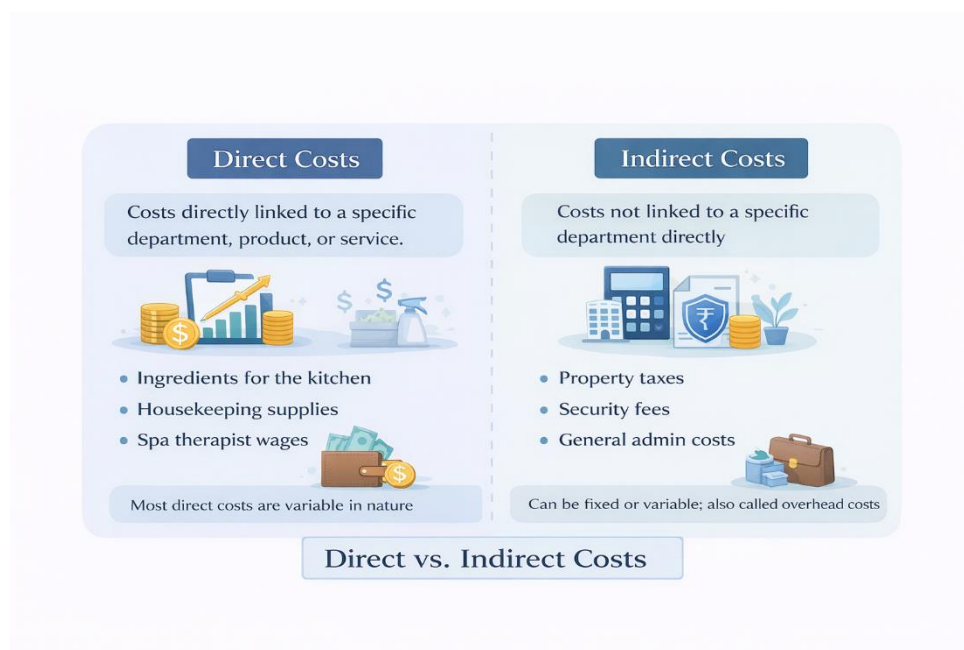 Direct Costs
Costs directly linked to a specific
department, product, or service.
$
$
$
• Ingredients for the kitchen
• Housekeeping supplies
• Spa therapist wages
$
Most direct costs are variable in nature
Indirect Costs
Costs not linked to a specific
department directly
₹
• Property taxes
• Security fees
• General admin costs
Can be fixed or variable; also called overhead costs
Direct vs. Indirect Costs